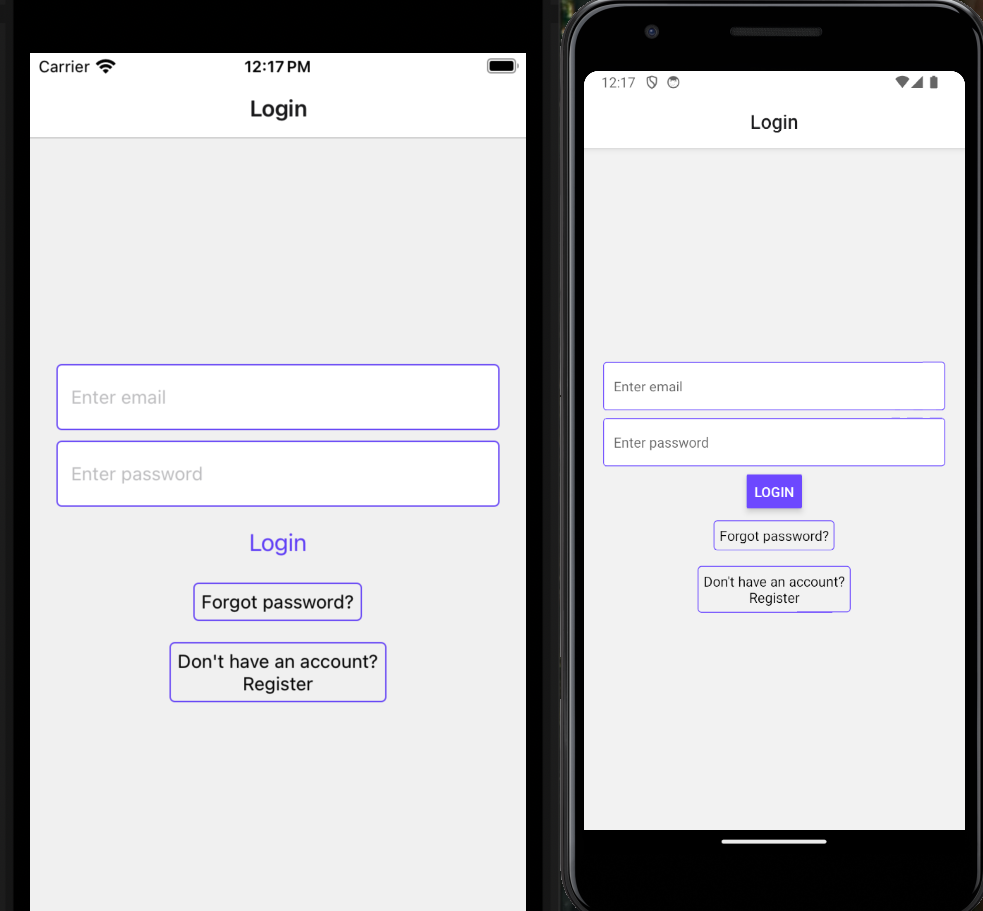 Carrier 12:17 PM
Login
Enter email
Enter password
Login
Forgot password?
Don't have an account?
Register
12:17
Login
Enter email
Enter password
LOGIN
Forgot password?
Don't have an account?
Register